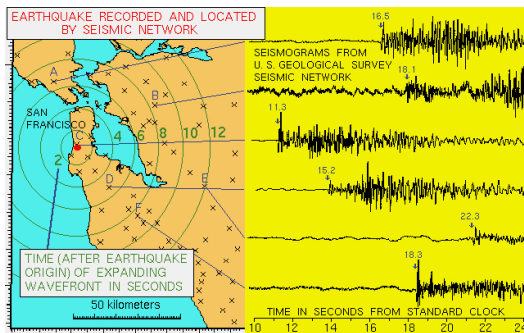 EARTHQUAKE RECORDED AND LOCATED
BY SEISMIC NETWORK
A
B
SAN
FRANCISCO
C
2
4
6
8
10
12
D
E
F
TIME (AFTER EARTHQUAKE
ORIGIN) OF EXPANDING
WAVEFRONT IN SECONDS
50 kilometers
16.5
SEISMOGRAMS FROM
U. S. GEOLOGICAL SURVEY
SEISMIC NETWORK
18.1
11.3
15.2
22.3
18.3
TIME IN SECONDS FROM STANDARD CLOCK
10 12 14 16 18 20 22 24